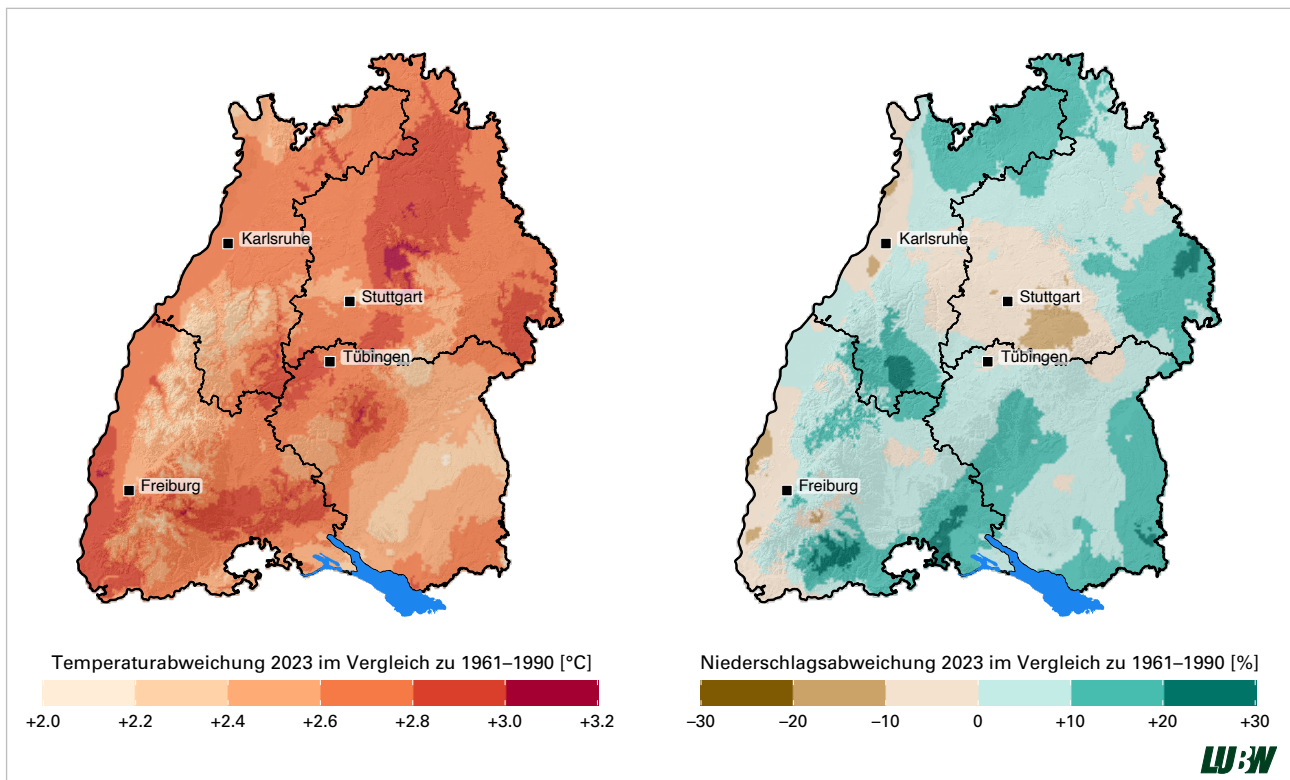 Karlsruhe
Stuttgart
Tübingen
Freiburg
Temperaturabweichung 2023 im Vergleich zu 1961–1990 [°C]
+2.0 +2.2 +2.4 +2.6 +2.8 +3.0 +3.2
Karlsruhe
Stuttgart
Tübingen
Freiburg
Niederschlagsabweichung 2023 im Vergleich zu 1961–1990 [%]
–30 –20 –10 0 +10 +20 +30
LUBW